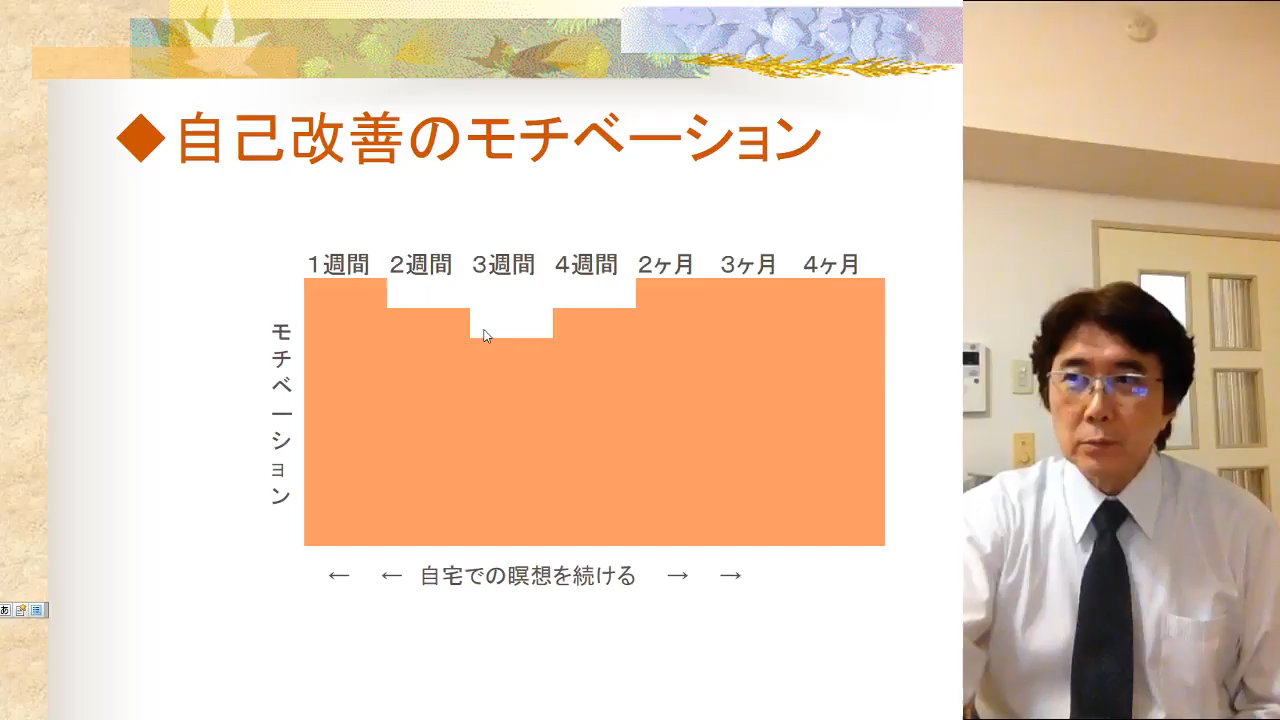 ◆自己改善のモチベーション
1週間 2週間 3週間 4週間 2ヶ月 3ヶ月 4ヶ月
モチベーション
← ← 自宅での瞑想を続ける → →
あ